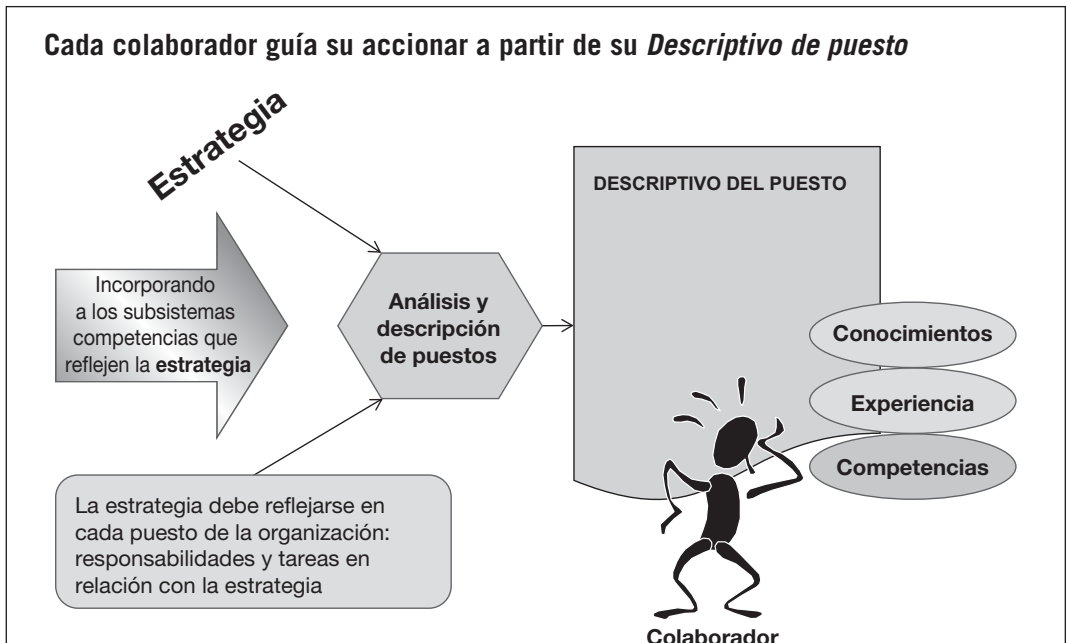 Cada colaborador guía su accionar a partir de su Descriptivo de puesto
Estrategia
Incorporando
a los subsistemas
competencias que
reflejen la estrategia
Análisis y
descripción
de puestos
DESCRIPTIVO DEL PUESTO
Conocimientos
Experiencia
Competencias
La estrategia debe reflejarse en
cada puesto de la organización:
responsabilidades y tareas en
relación con la estrategia
Colaborador